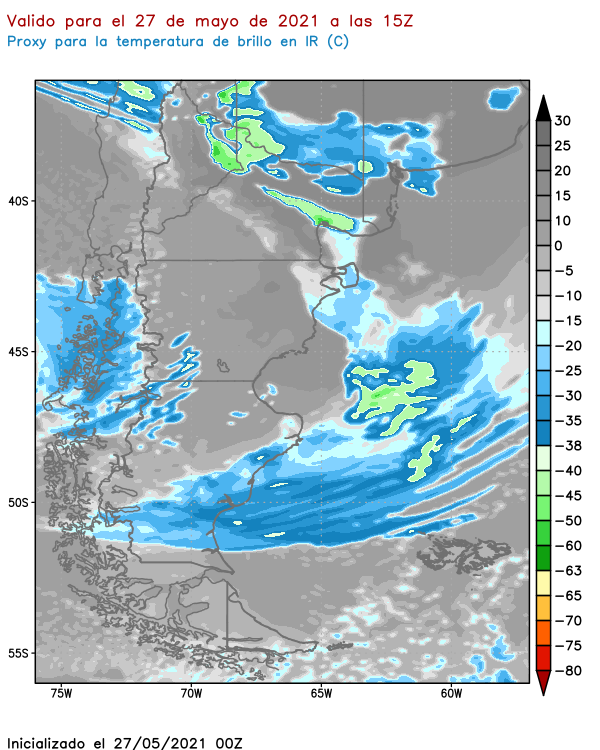 Valido para el 27 de mayo de 2021 a las 15Z
Proxy para la temperatura de brillo en IR (C)
30
25
20
15
10
0
−5
−10
−15
−20
−25
−30
−35
−38
−40
−45
−50
−60
−63
−65
−70
−75
−80
40S
45S
50S
55S
75W 70W 65W 60W
Inicializado el 27/05/2021 00Z